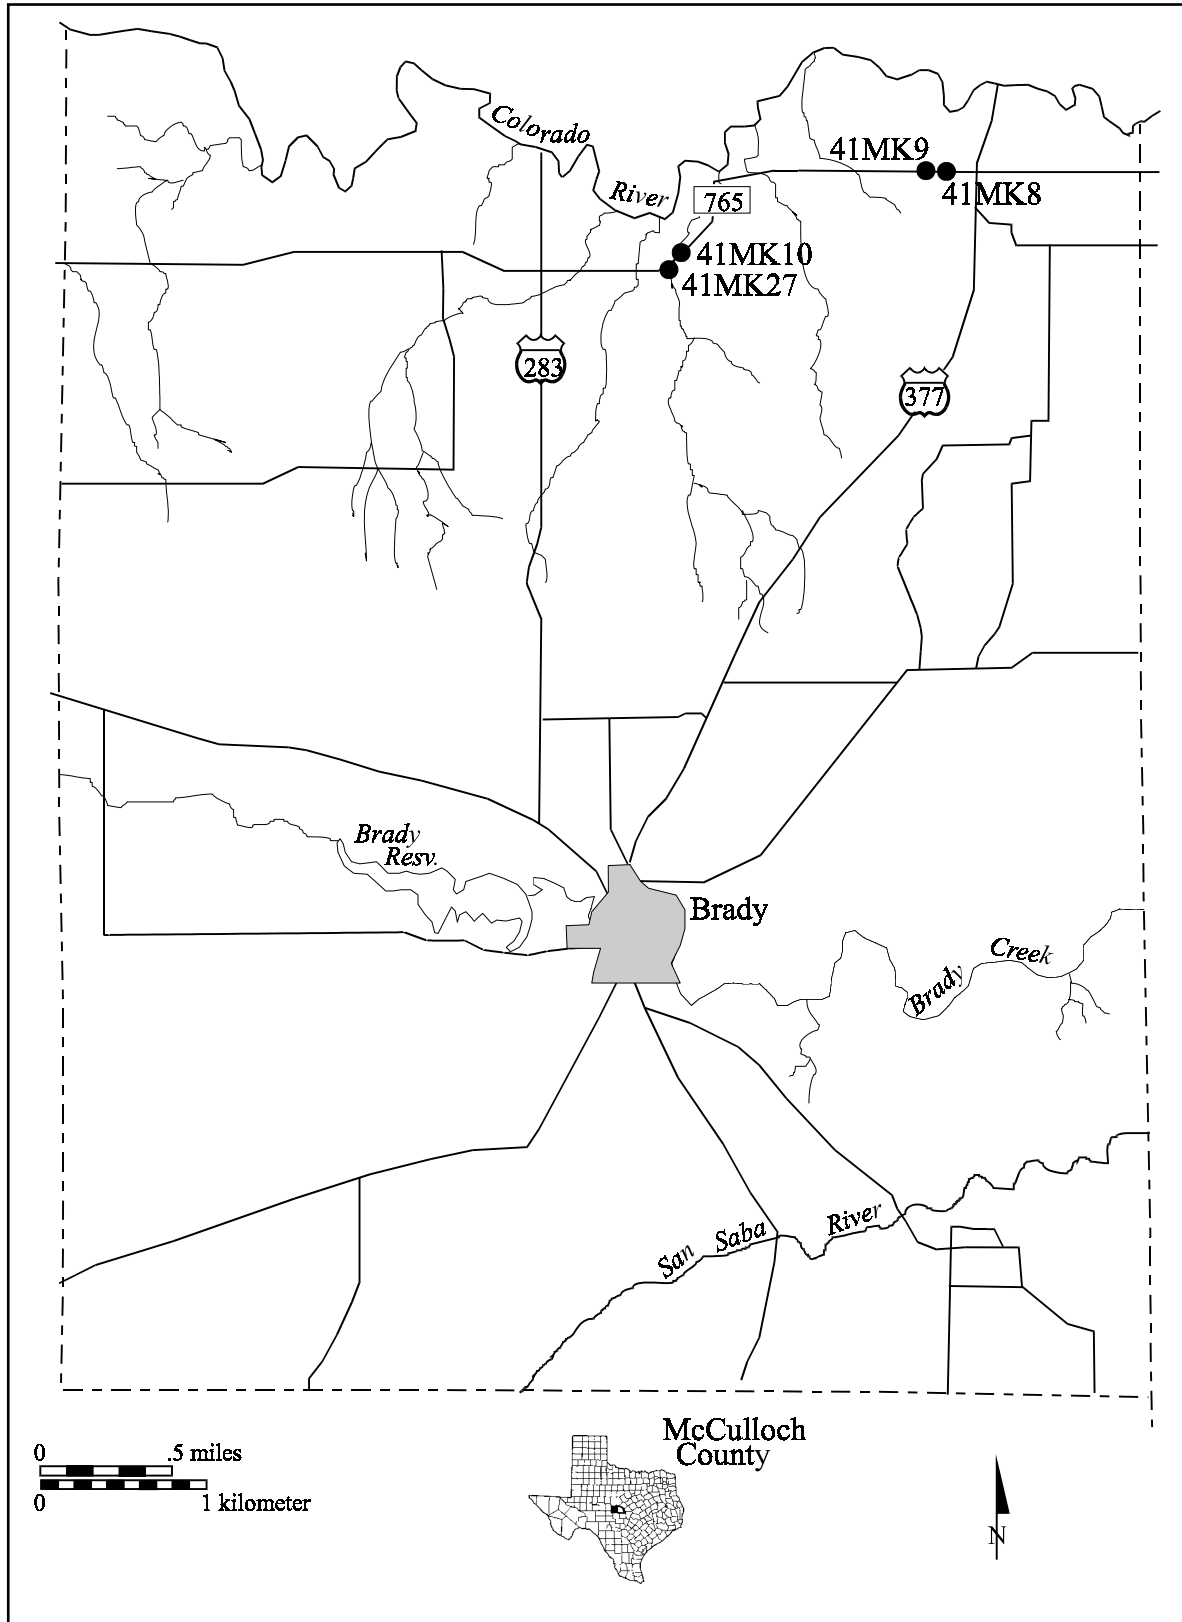 Colorado
River
41MK9
41MK8
765
41MK10
41MK27
283
377
Brady
Resv.
Brady
Brady Creek
San Saba River
McCulloch
County
0 .5 miles
0 1 kilometer
N